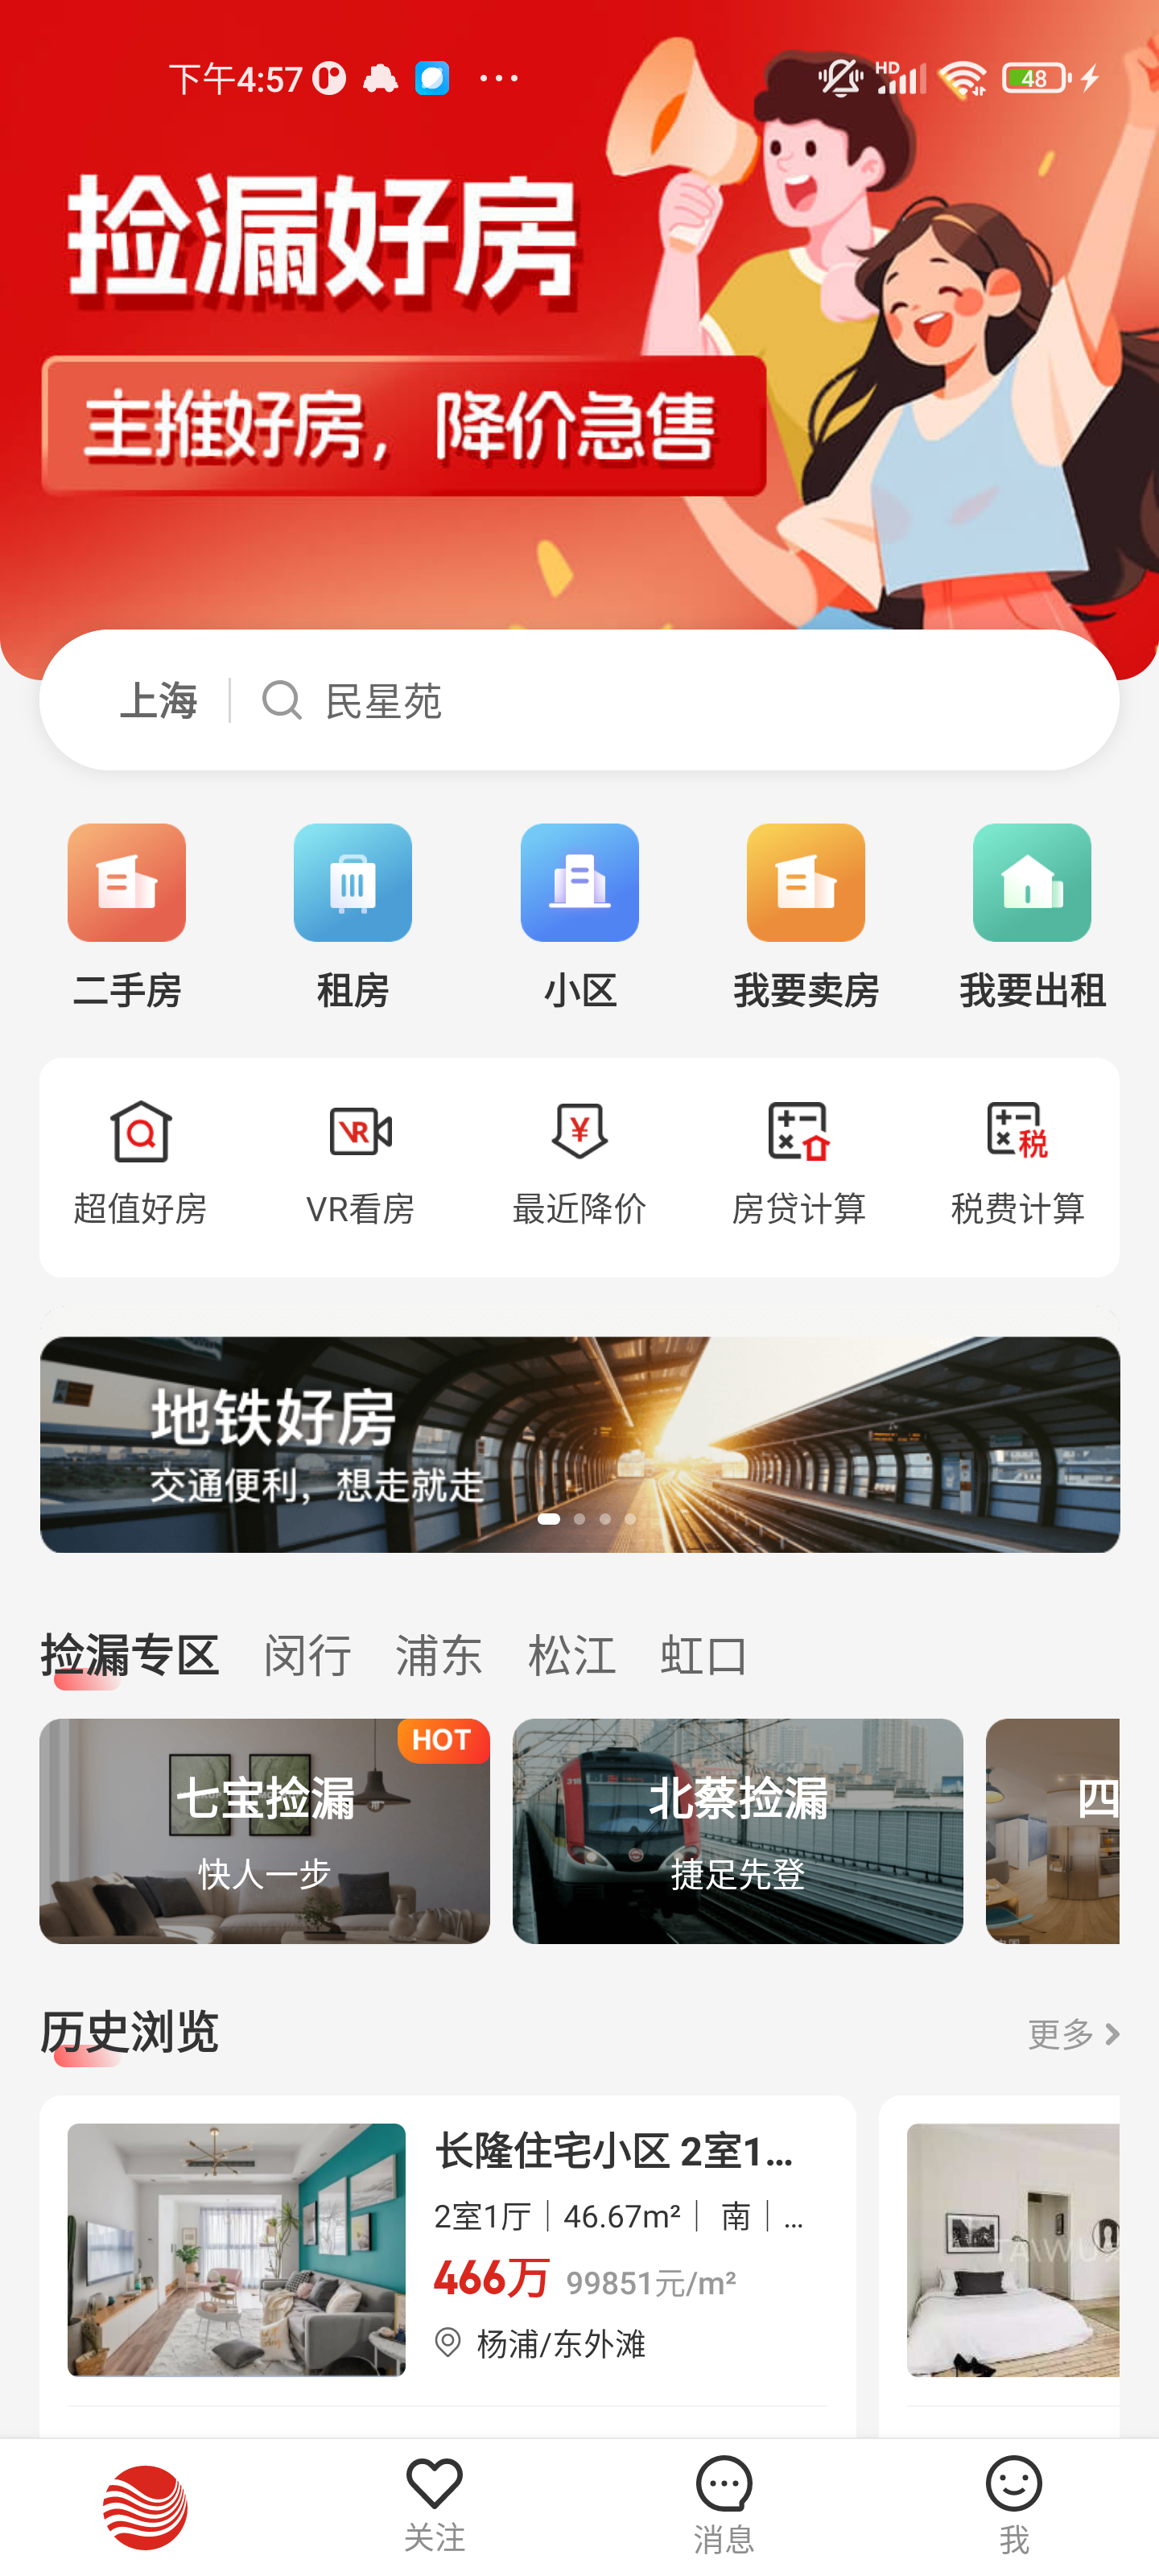 下午4:57
HD
48
捡漏好房
主推好房，降价急售
上海
民星苑
二手房
租房
小区
我要卖房
我要出租
VR
¥
税
超值好房
VR看房
最近降价
房贷计算
税费计算
地铁好房
交通便利，想走就走
捡漏专区
闵行
浦东
松江
虹口
HOT
七宝捡漏
快人一步
北蔡捡漏
捷足先登
四
历史浏览
更多
长隆住宅小区 2室1...
2室1厅｜46.67m²｜ 南｜...
466万 99851元/m²
杨浦/东外滩
TAIWU
关注
消息
我